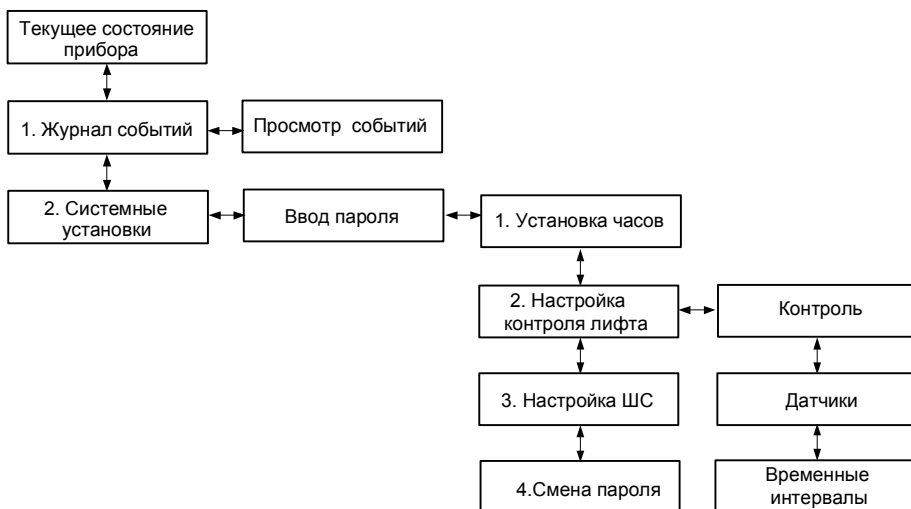 Текущее состояние
прибора
1. Журнал событий
Просмотр событий
2. Системные
установки
Ввод пароля
1. Установка часов
2. Настройка
контроля лифта
Контроль
3. Настройка ШС
Датчики
4.Смена пароля
Временные
интервалы